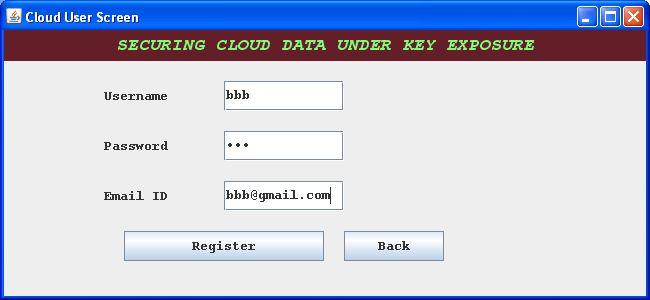 Cloud User Screen
SECURING CLOUD DATA UNDER KEY EXPOSURE
Username bbb
Password •••
Email ID bbb@gmail.com
Register Back